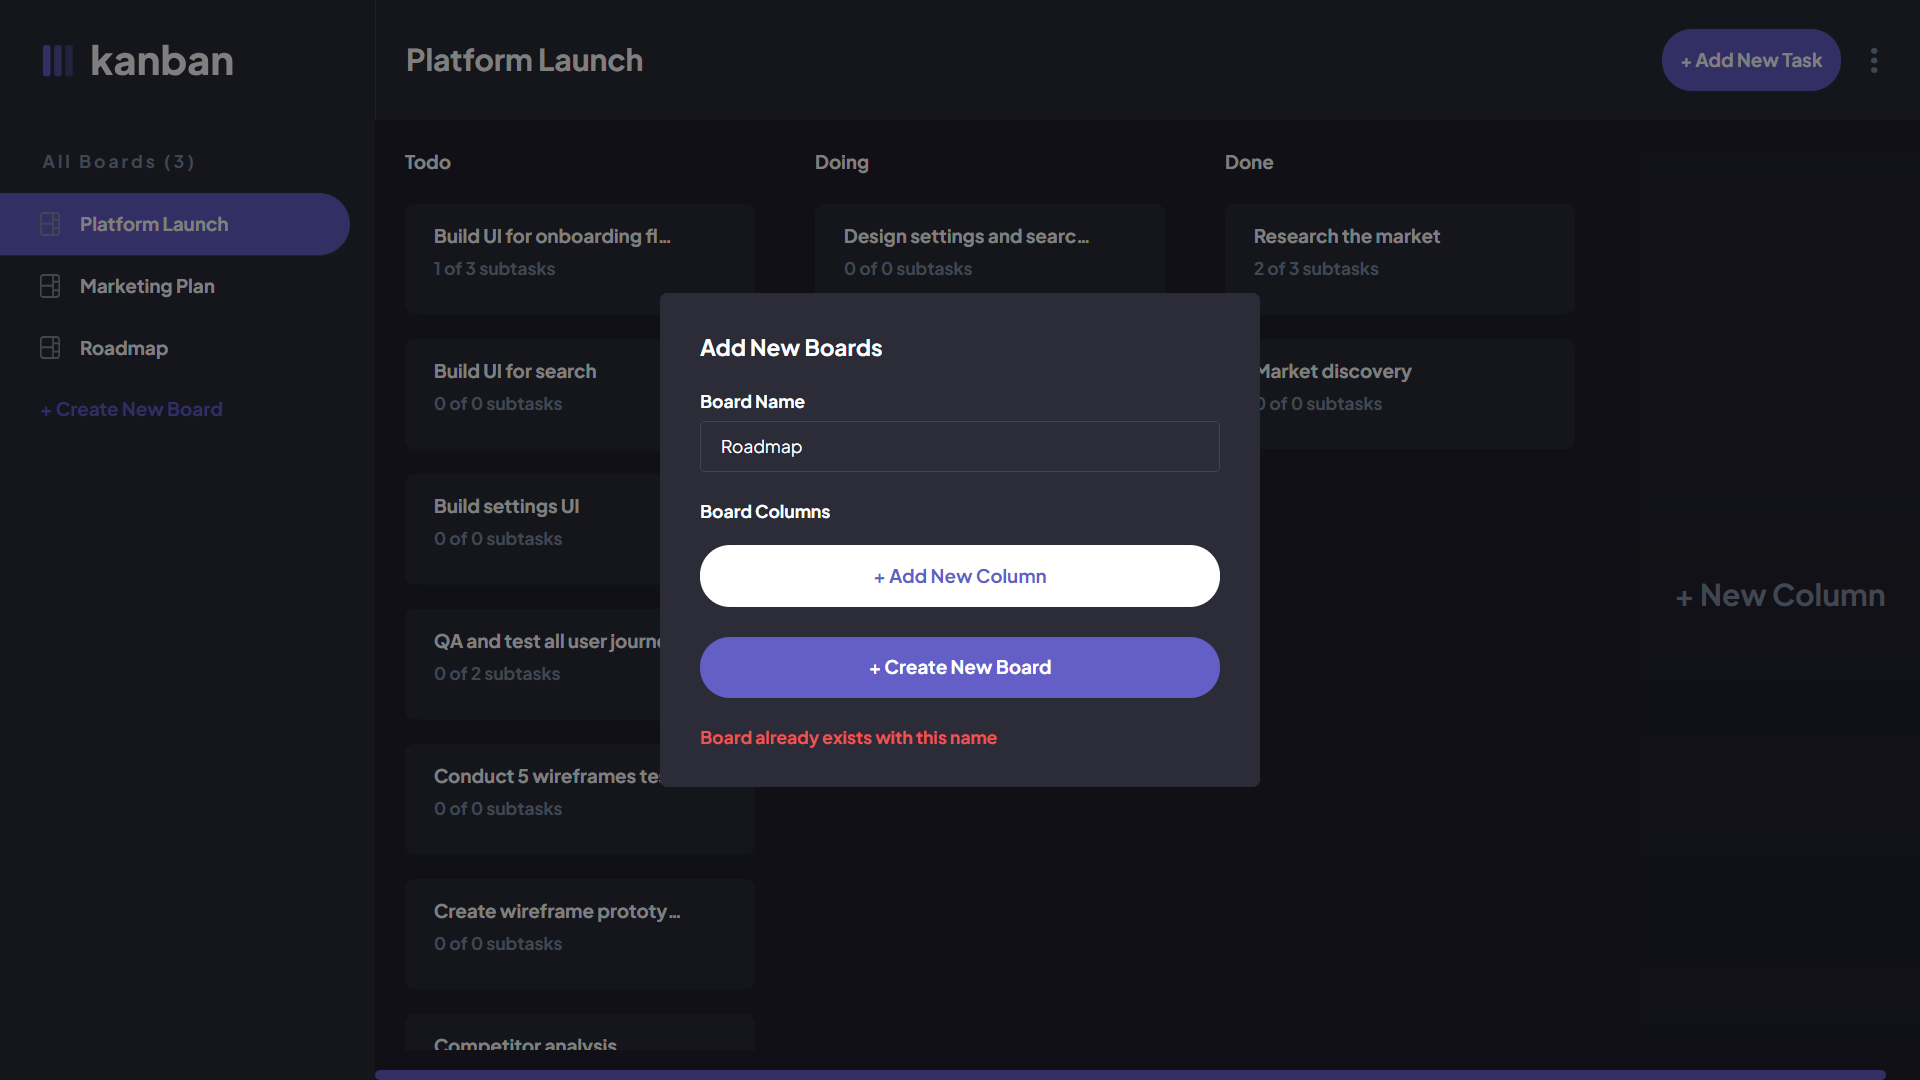 kanban
Platform Launch
+ Add New Task
All Boards (3)
Platform Launch
Marketing Plan
Roadmap
+ Create New Board
Todo
Build UI for onboarding fl...
1 of 3 subtasks
Build UI for search
0 of 0 subtasks
Build settings UI
0 of 0 subtasks
QA and test all user journe
0 of 2 subtasks
Conduct 5 wireframes tes
0 of 0 subtasks
Create wireframe prototy...
0 of 0 subtasks
Competitor analysis
Doing
Design settings and searc...
0 of 0 subtasks
Done
Research the market
2 of 3 subtasks
Market discovery
0 of 0 subtasks
+ New Column
Add New Boards
Board Name
Roadmap
Board Columns
+ Add New Column
+ Create New Board
Board already exists with this name